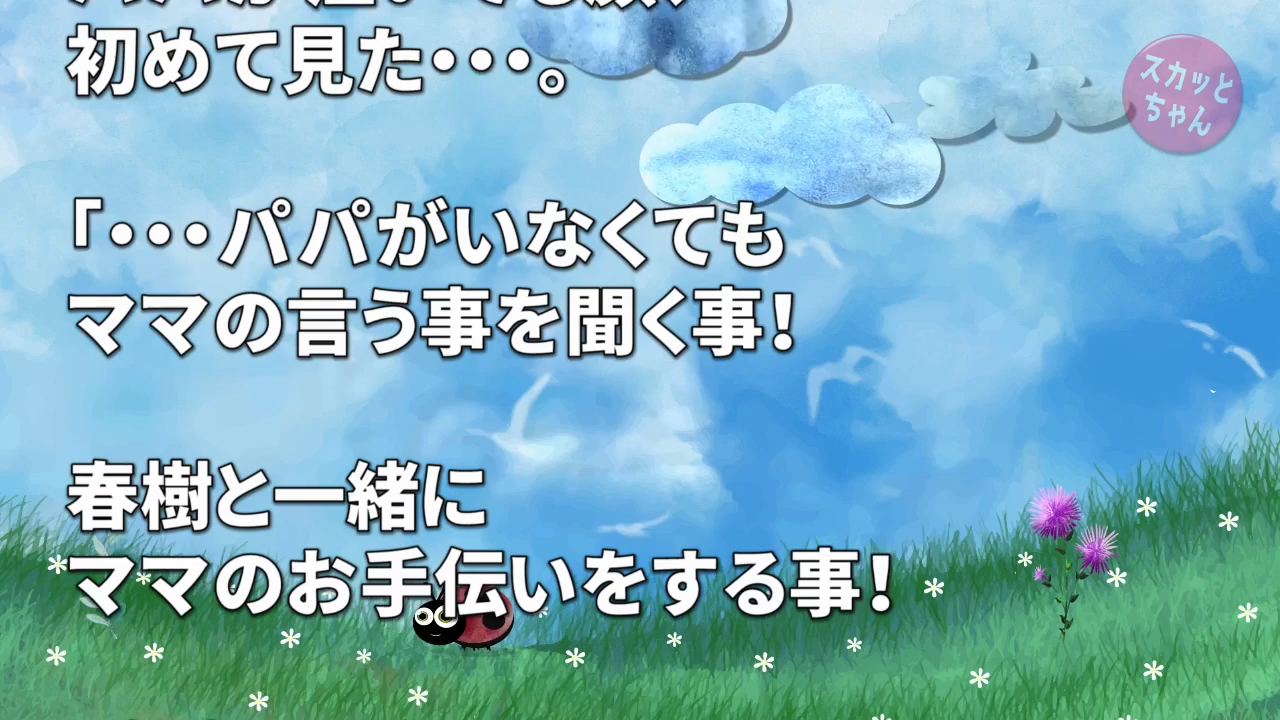 初めて見た・・・。
「・・・パパがいなくても
ママの言う事を聞く事！
春樹と一緒に
ママのお手伝いをする事！
スカッと
ちゃん